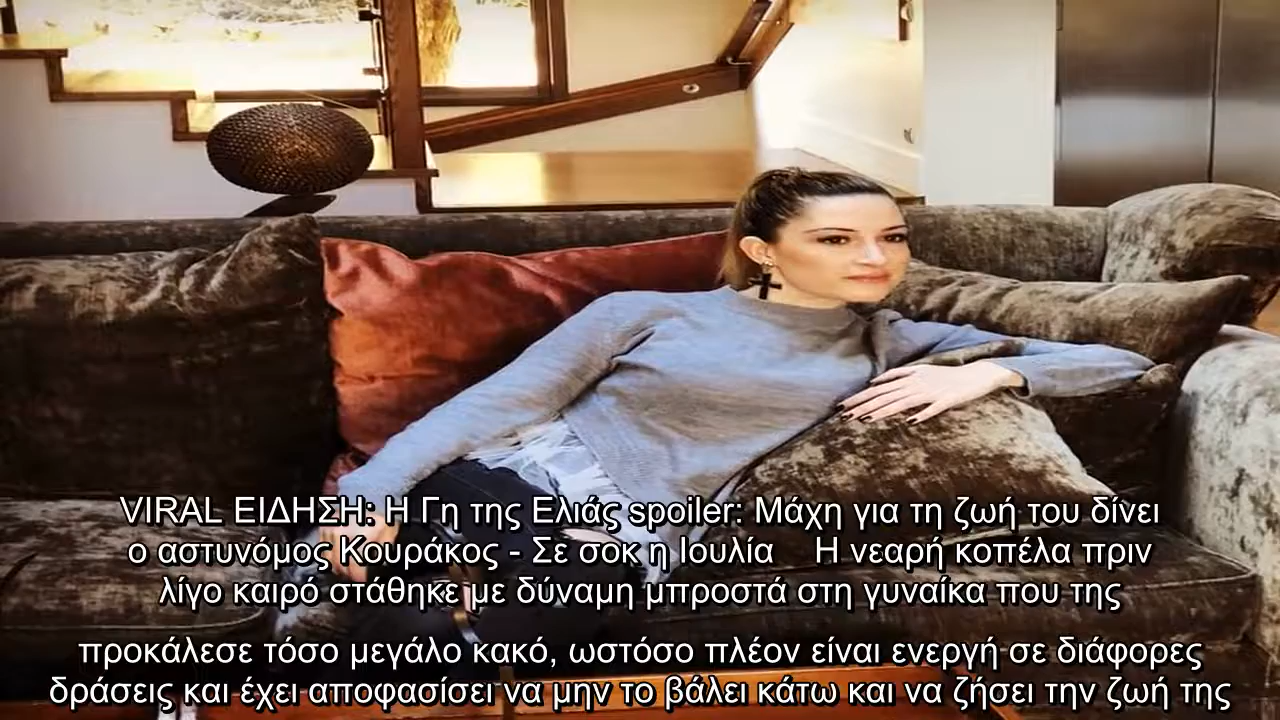 VIRAL ΕΙΔΗΣΗ: Η Γη της Ελιάς spoiler: Μάχη για τη ζωή του δίνει
ο αστυνόμος Κουράκος - Σε σοκ η Ιουλία Η νεαρή κοπέλα πριν
λίγο καιρό στάθηκε με δύναμη μπροστά στη γυναίκα που της
προκάλεσε τόσο μεγάλο κακό, ωστόσο πλέον είναι ενεργή σε διάφορες
δράσεις και έχει αποφασίσει να μην το βάλει κάτω και να ζήσει την ζωή της